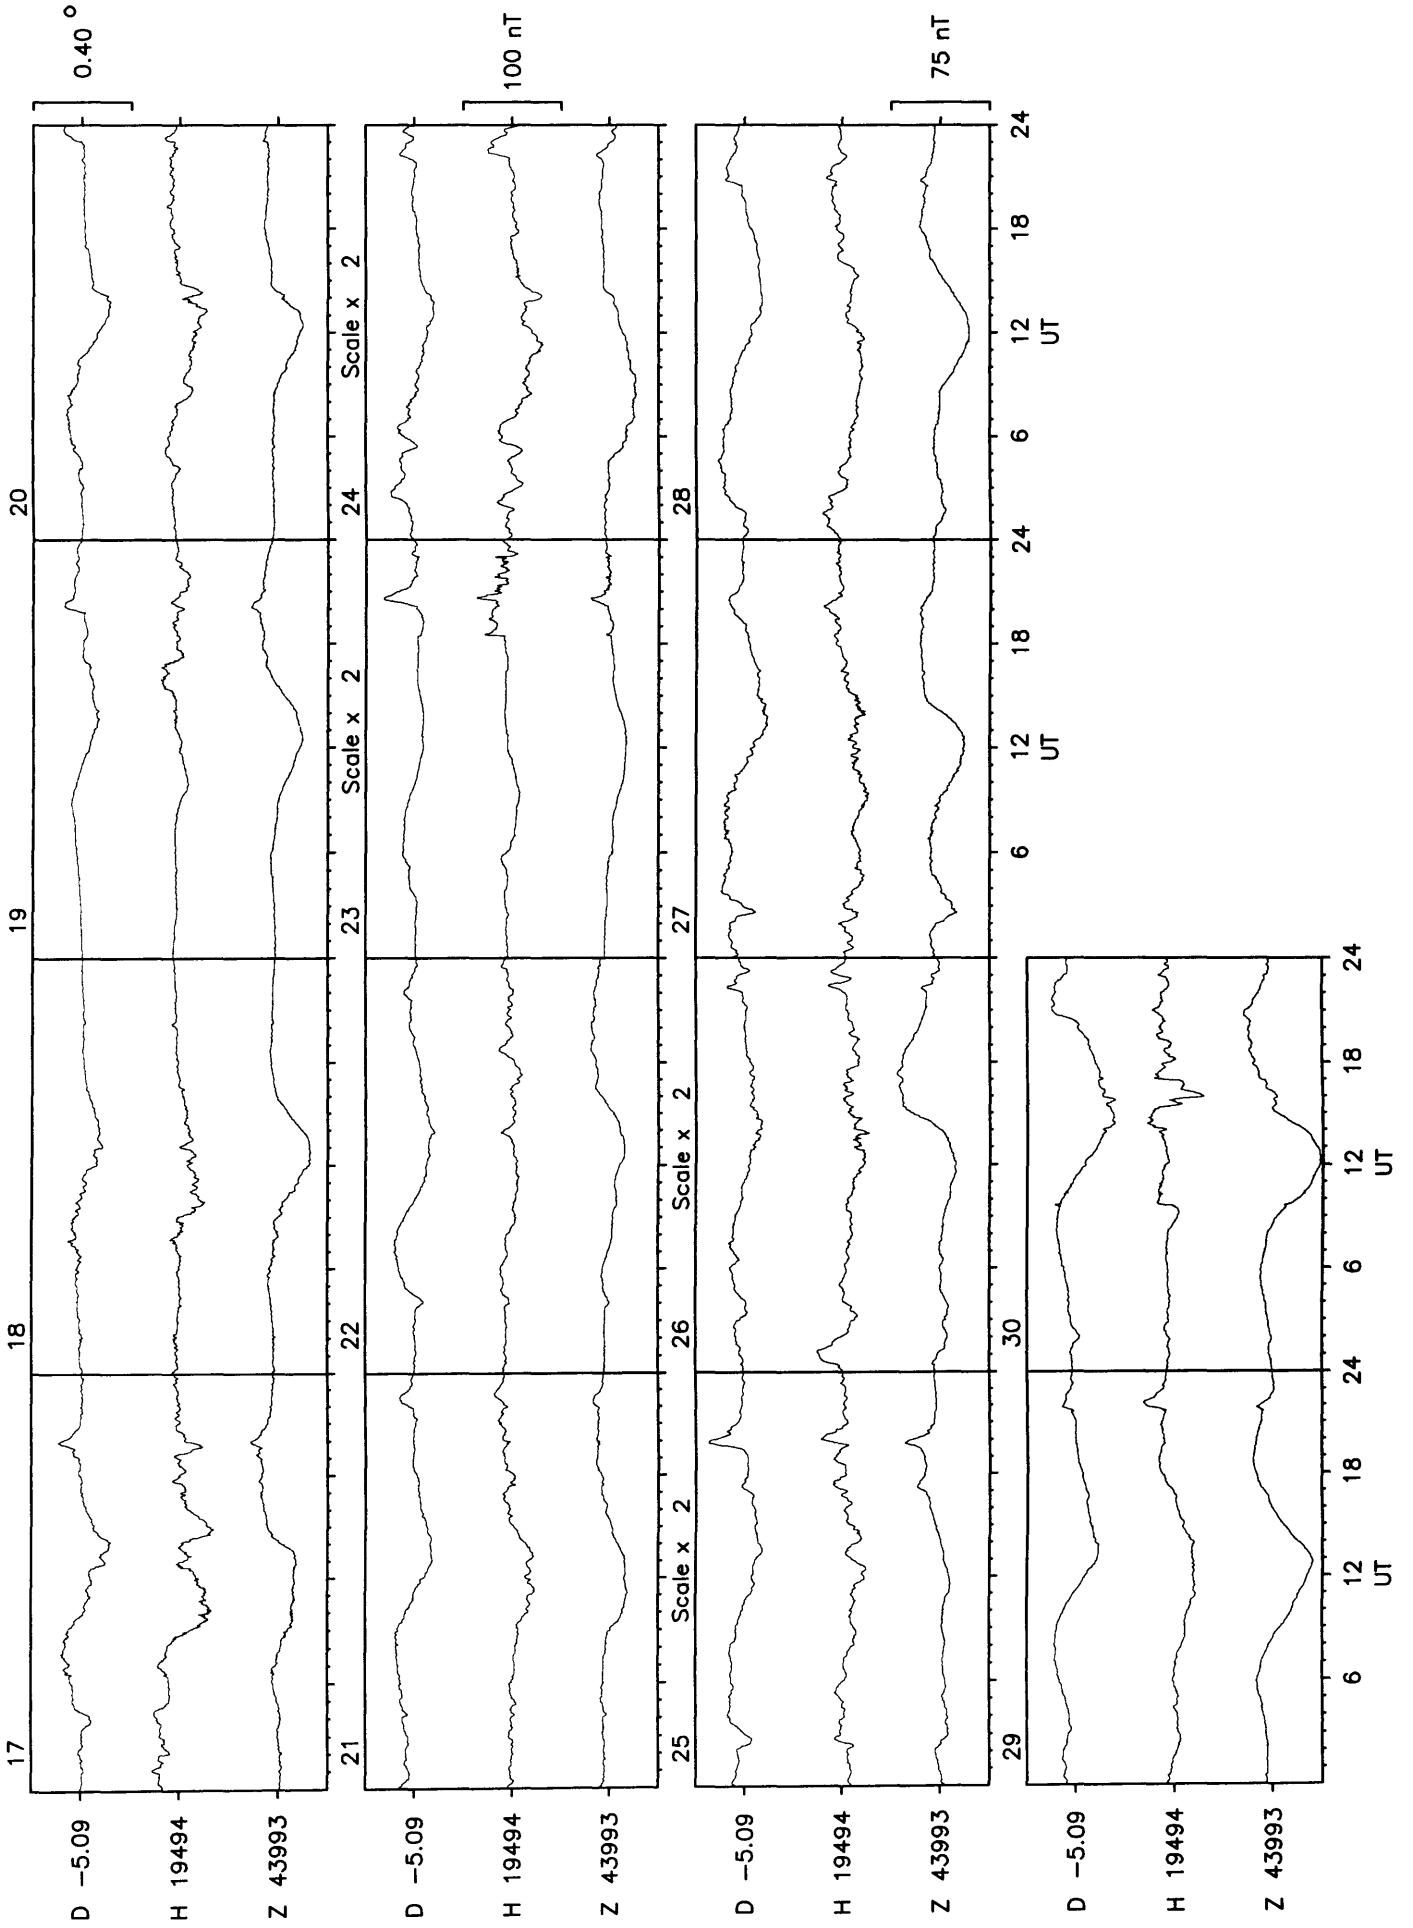 17 18 19 20
D -5.09 0.40 °
H 19494
Z 43993
21 22 23 Scale x 2 24 Scale x 2
D -5.09
H 19494 100 nT
Z 43993
25 Scale x 2 26 Scale x 2 27 28
D -5.09
H 19494
Z 43993 75 nT
29 30
6 12 18 24 6 12 18 24
UT UT
D -5.09
H 19494
Z 43993
6 12 18 24 6 12 18 24
UT UT